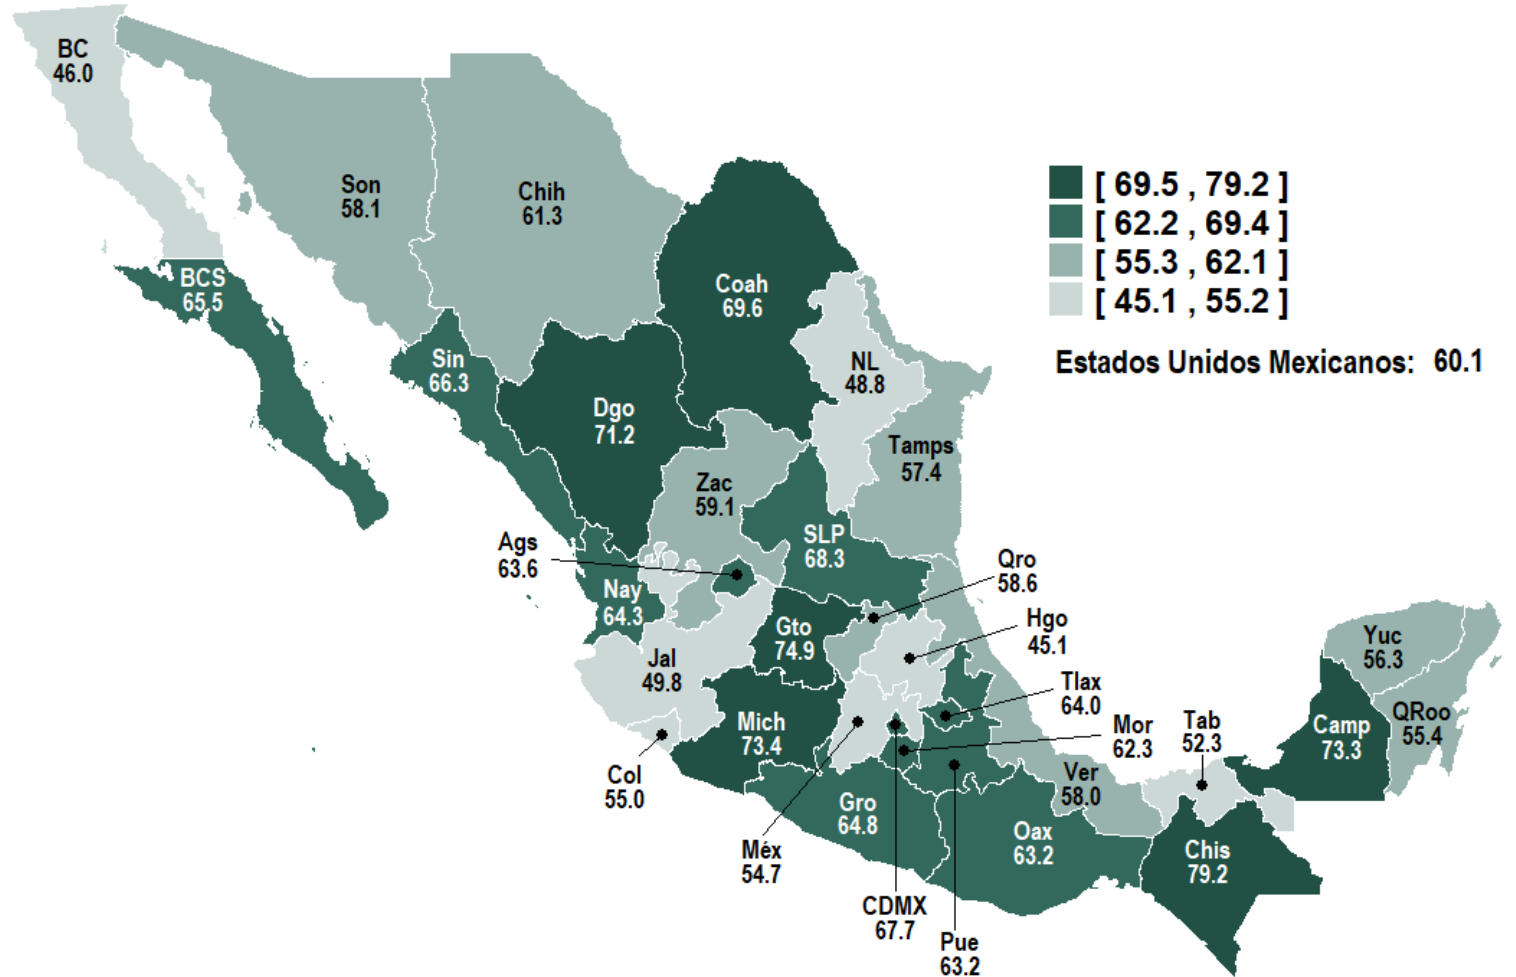 BC
46.0
Son
58.1
Chih
61.3
[ 69.5 , 79.2 ]
[ 62.2 , 69.4 ]
[ 55.3 , 62.1 ]
[ 45.1 , 55.2 ]
Estados Unidos Mexicanos: 60.1
BCS
65.5
Coah
69.6
Sin
66.3
NL
48.8
Dgo
71.2
Tamps
57.4
Zac
59.1
SLP
68.3
Ags
63.6
Qro
58.6
Nay
64.3
Gto
74.9
Hgo
45.1
Yuc
56.3
Jal
49.8
Tlax
64.0
Mich
73.4
Mor
62.3
Tab
52.3
Camp
73.3
QRoo
55.4
Col
55.0
Ver
58.0
Gro
64.8
Oax
63.2
Méx
54.7
Chis
79.2
CDMX
67.7
Pue
63.2